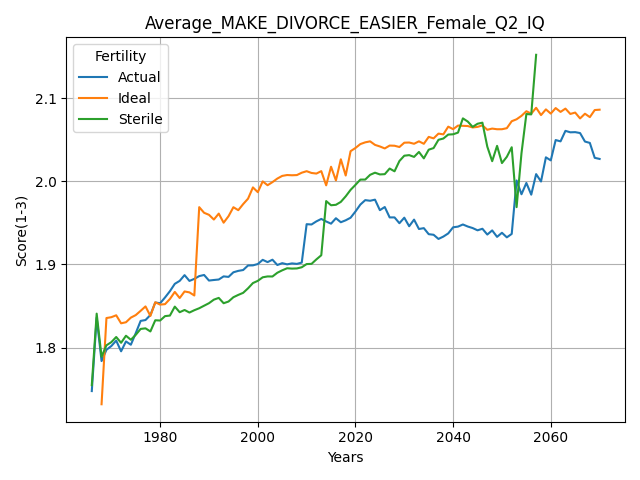 Average_MAKE_DIVORCE_EASIER_Female_Q2_IQ
Fertility
Actual
Ideal
Sterile
Score(1-3)
2.1
2.0
1.9
1.8
1980
2000
2020
2040
2060
Years